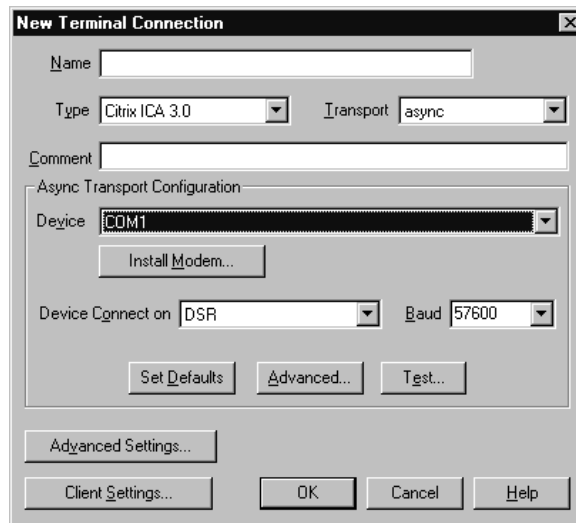 New Terminal Connection
Name
Type Citrix ICA 3.0 Transport async
Comment
Async Transport Configuration
Device COM1
Install Modem...
Device Connect on DSR Baud 57600
Set Defaults Advanced... Test...
Advanced Settings...
Client Settings... OK Cancel Help